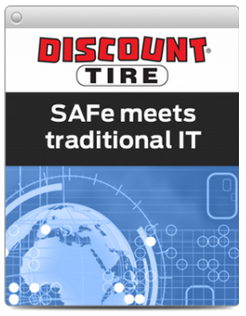 DISCOUNT®
TIRE
SAFe meets
traditional IT